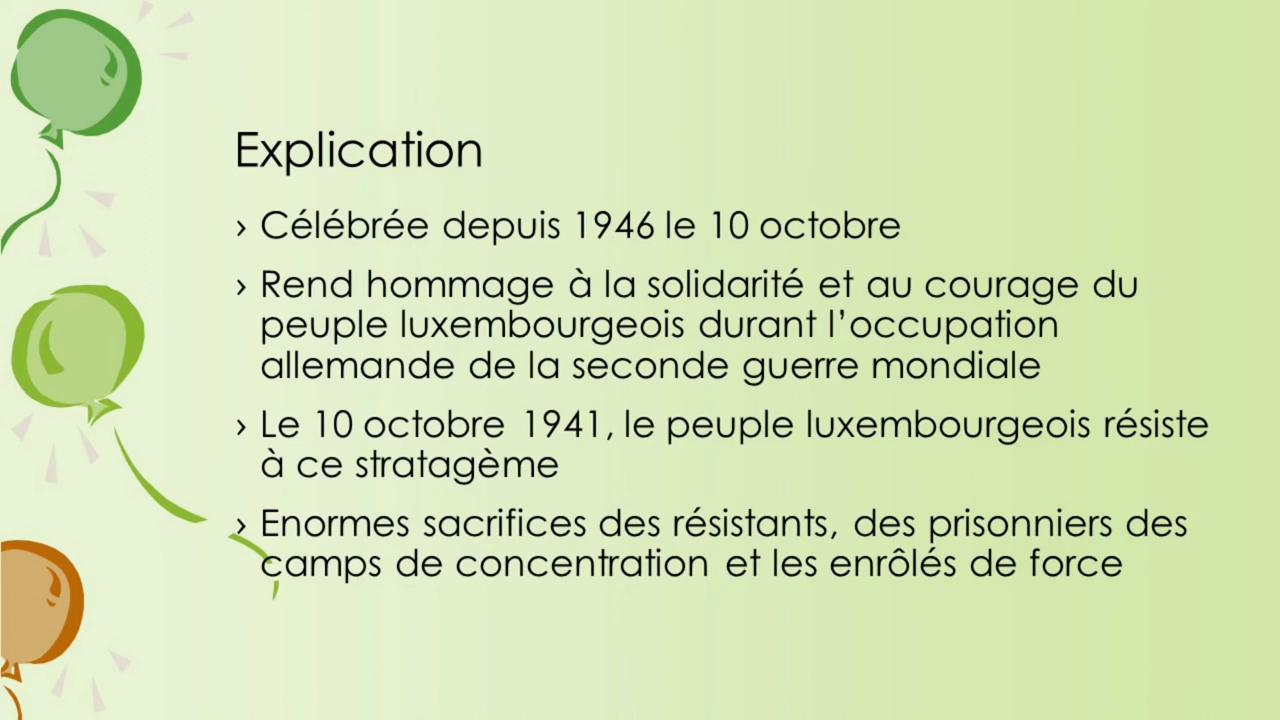 Explication
› Célébrée depuis 1946 le 10 octobre
› Rend hommage à la solidarité et au courage du
peuple luxembourgeois durant l’occupation
allemande de la seconde guerre mondiale
› Le 10 octobre 1941, le peuple luxembourgeois résiste
à ce stratagème
› Enormes sacrifices des résistants, des prisonniers des
camps de concentration et les enrôlés de force